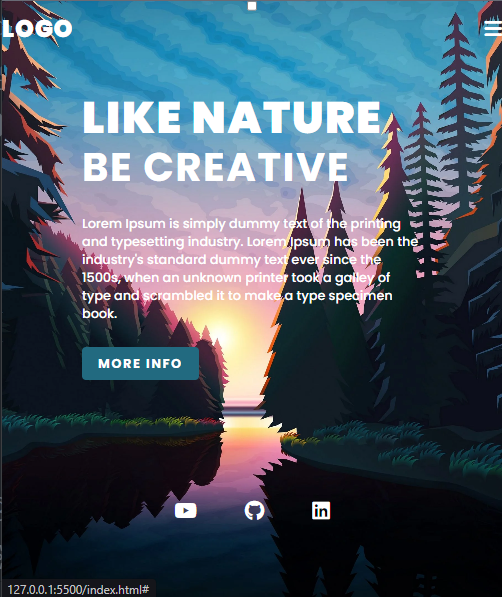 LOGO
LIKE NATURE
BE CREATIVE
Lorem Ipsum is simply dummy text of the printing
and typesetting industry. Lorem Ipsum has been the
industry's standard dummy text ever since the
1500s, when an unknown printer took a galley of
type and scrambled it to make a type specimen
book.
MORE INFO
127.0.0.1:5500/index.html#